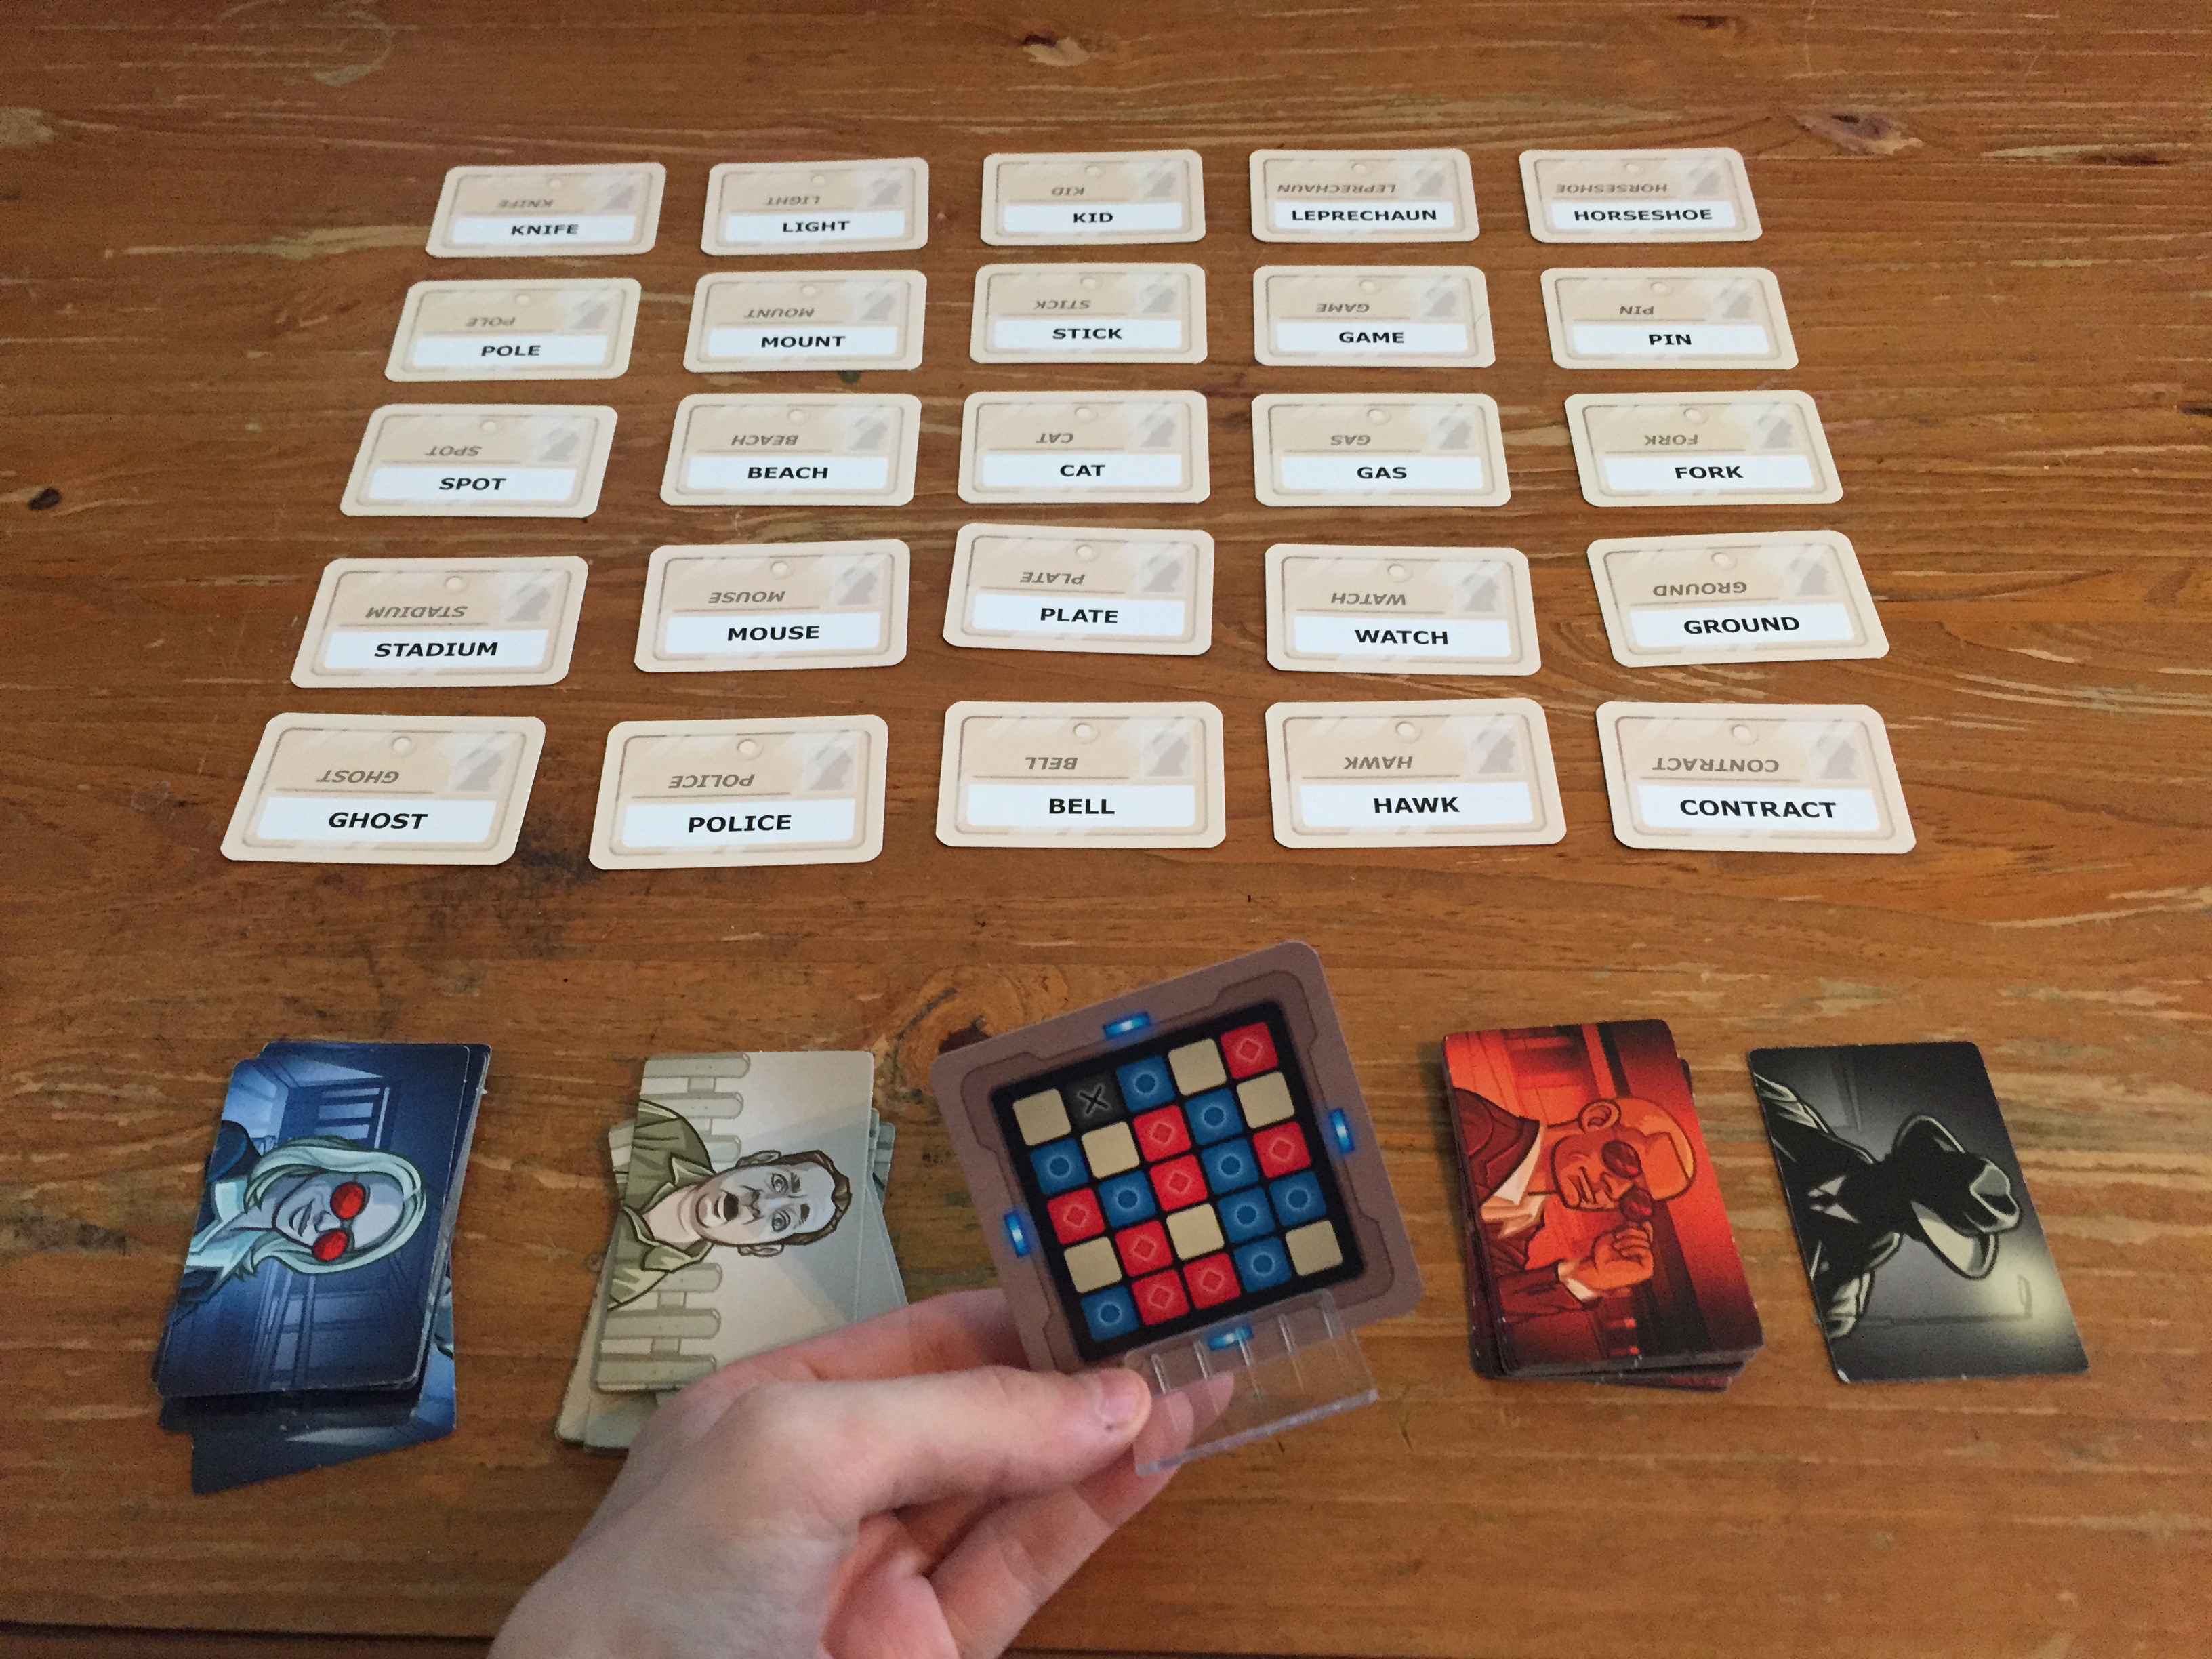 KNIFE LIGHT KID LEPRECHAUN HORSESHOE
KNIFE LIGHT KID LEPRECHAUN HORSESHOE
POLE MOUNT STICK GAME PIN
POLE MOUNT STICK GAME PIN
SPOT BEACH CAT GAS FORK
SPOT BEACH CAT GAS FORK
STADIUM MOUSE PLATE WATCH GROUND
STADIUM MOUSE PLATE WATCH GROUND
GHOST POLICE BELL HAWK CONTRACT
GHOST POLICE BELL HAWK CONTRACT